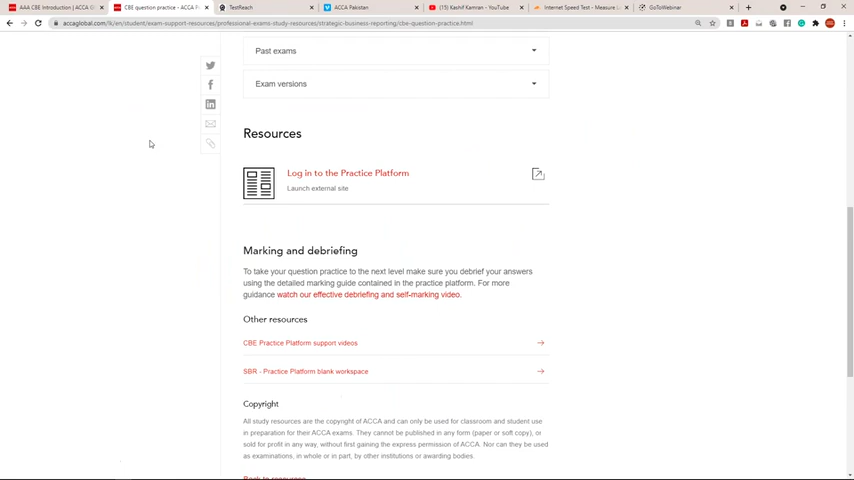 AAA CBE Introduction | ACCA G
CBE question practice - ACCA P
TestReach
ACCA Pakistan
(15) Kashif Kamran - YouTube
Internet Speed Test - Measure L
GoToWebinar
accaglobal.com/lk/en/student/exam-support-resources/professional-exams-study-resources/strategic-business-reporting/cbe-question-practice.html
Past exams
Exam versions
Resources
Log in to the Practice Platform
Launch external site
Marking and debriefing
To take your question practice to the next level make sure you debrief your answers
using the detailed marking guide contained in the practice platform. For more
guidance watch our effective debriefing and self-marking video.
Other resources
CBE Practice Platform support videos
SBR - Practice Platform blank workspace
Copyright
All study resources are the copyright of ACCA and can only be used for classroom and student use
in preparation for their ACCA exams. They cannot be published in any form (paper or soft copy), or
sold for profit in any way, without first gaining the express permission of ACCA. Nor can they be used
as examinations, in whole or in part, by other institutions or awarding bodies.
Back to resources